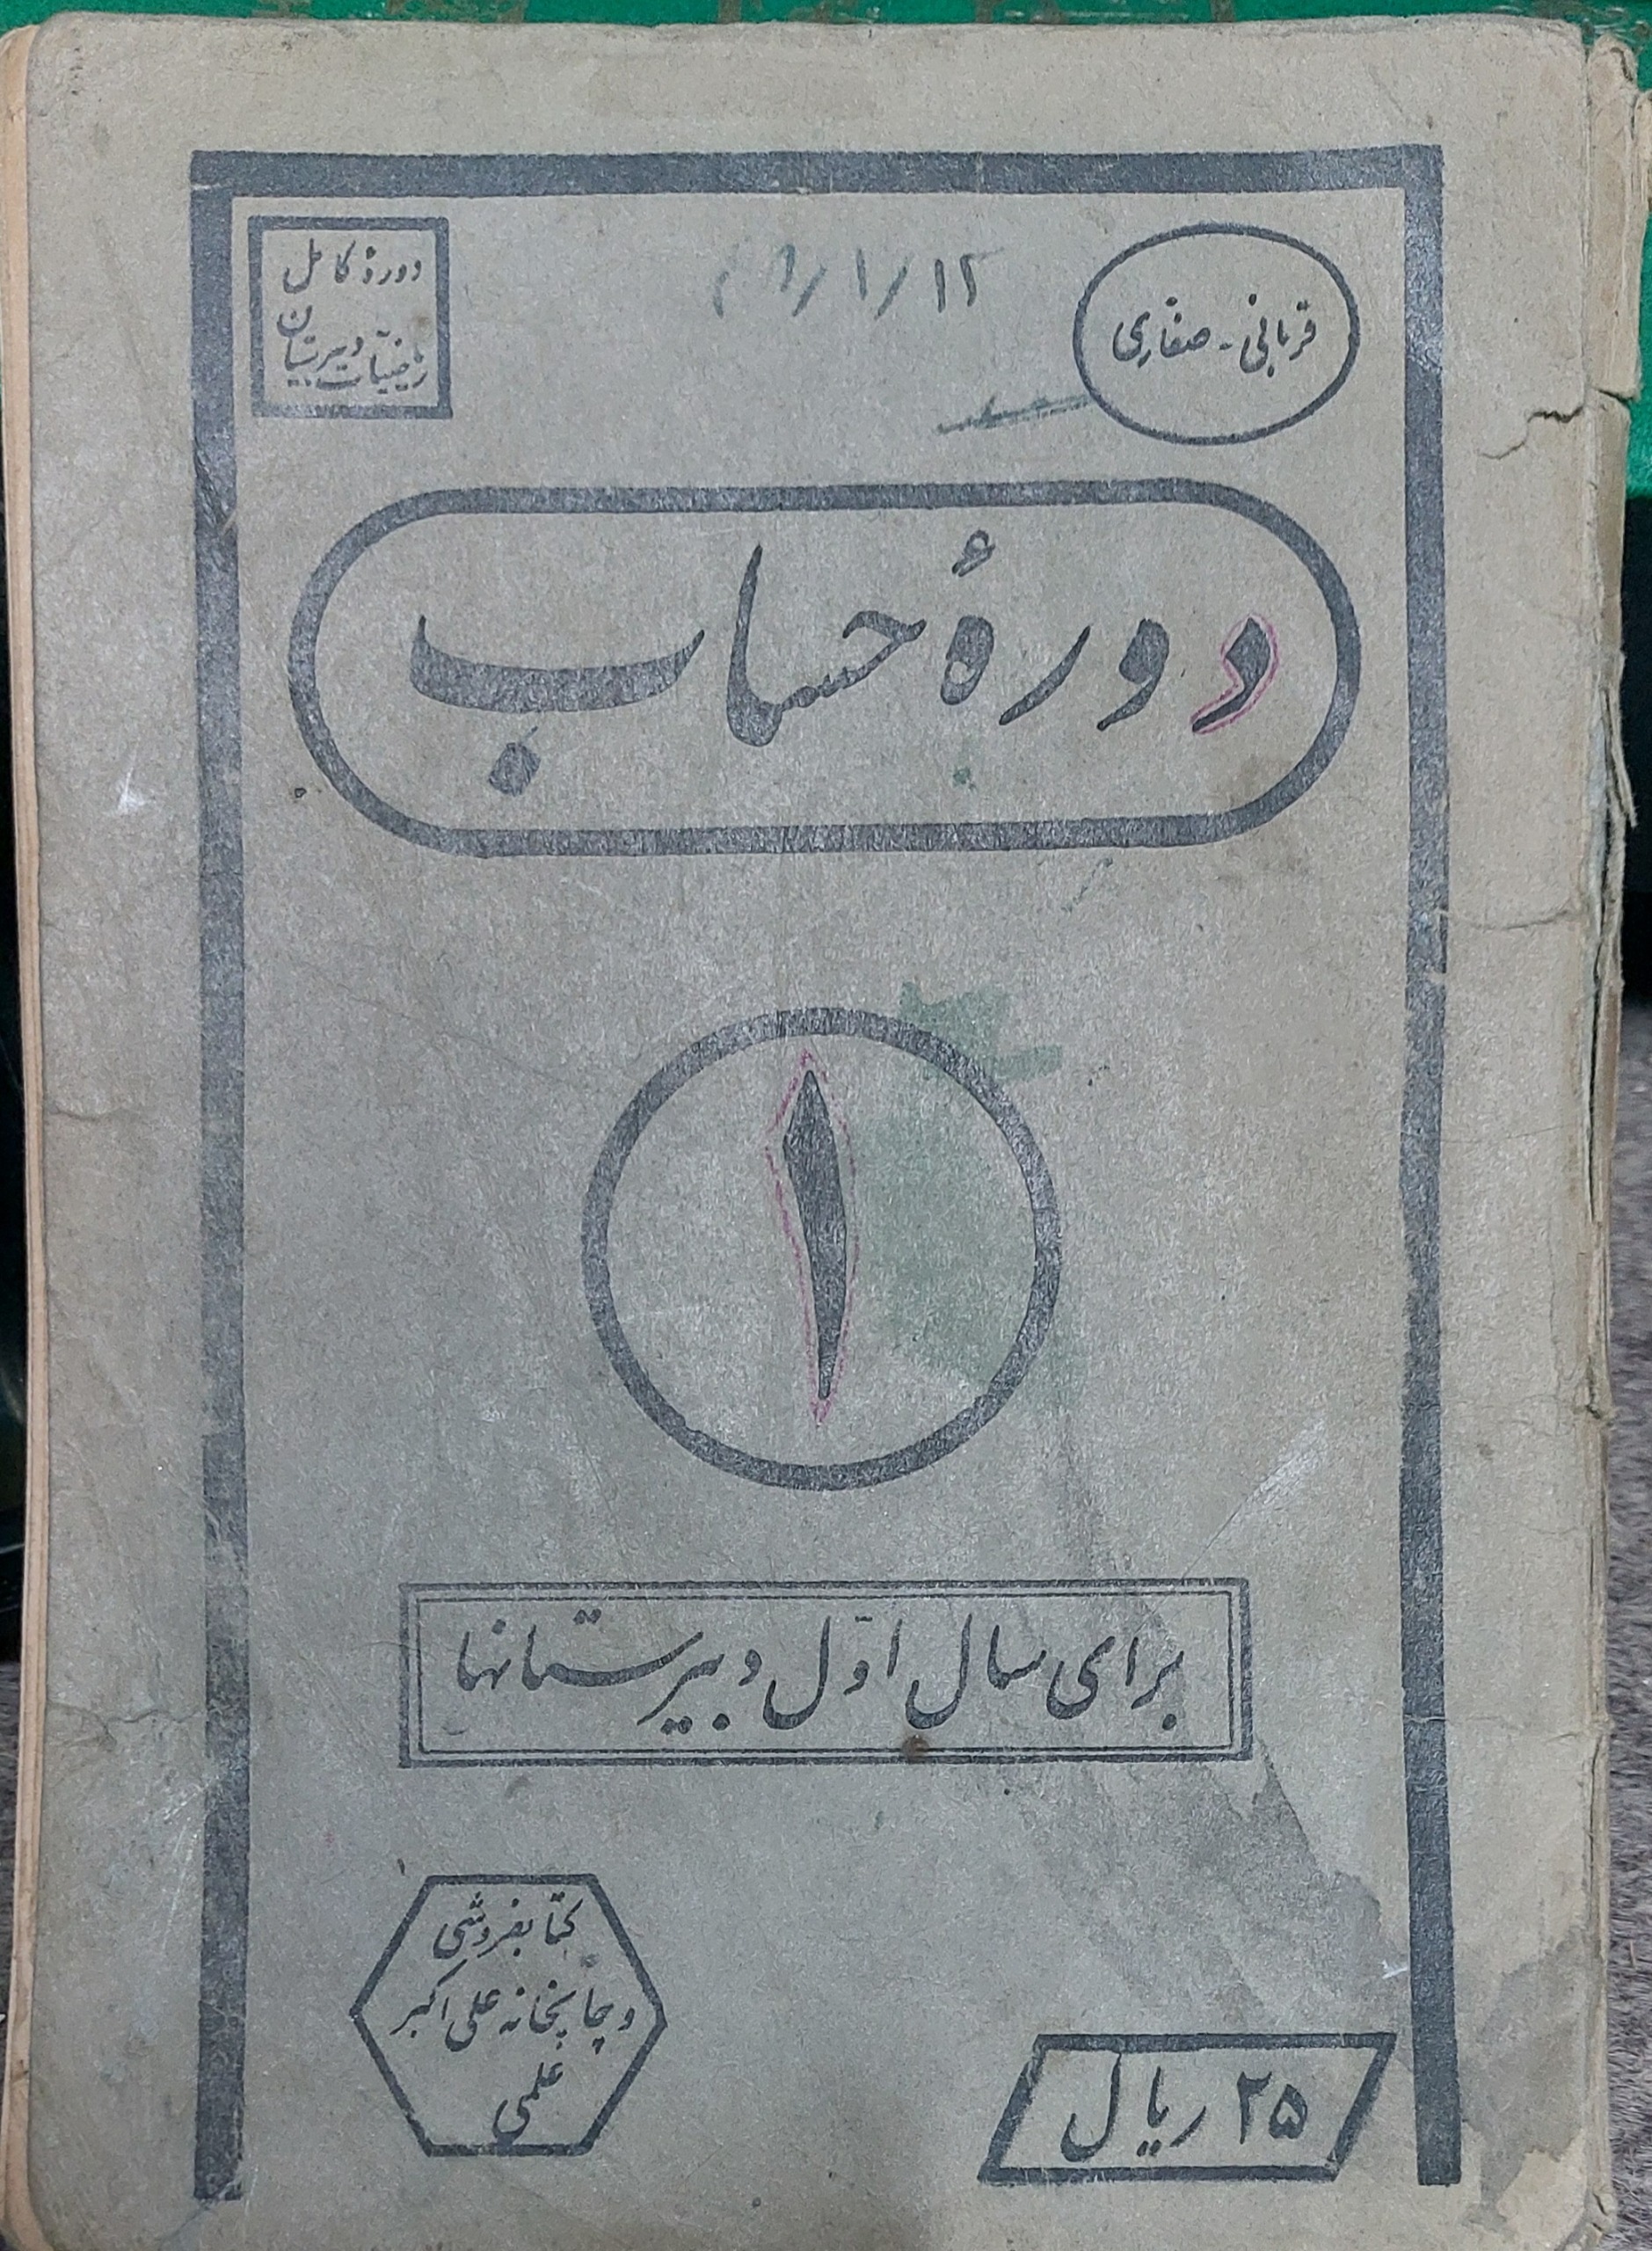 قربانی - صفاری
دورهٔ کامل
ریاضیات دبیرستان
دورهٔ حساب
۱
برای سال اوّل دبیرستانها
کتابفروشی
و چاپخانه علی اکبر
علمی
۲۵ ریال